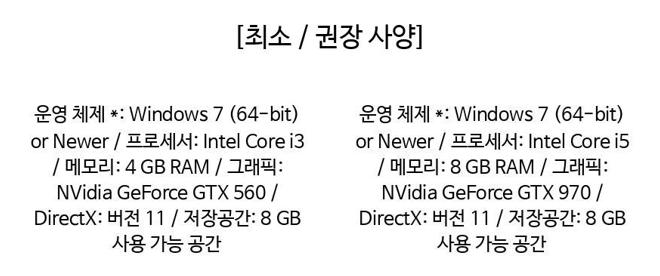 [최소 / 권장 사양]
운영 체제 *: Windows 7 (64-bit)
or Newer / 프로세서: Intel Core i3
/ 메모리: 4 GB RAM / 그래픽:
NVidia GeForce GTX 560 /
DirectX: 버전 11 / 저장공간: 8 GB
사용 가능 공간
운영 체제 *: Windows 7 (64-bit)
or Newer / 프로세서: Intel Core i5
/ 메모리: 8 GB RAM / 그래픽:
NVidia GeForce GTX 970 /
DirectX: 버전 11 / 저장공간: 8 GB
사용 가능 공간